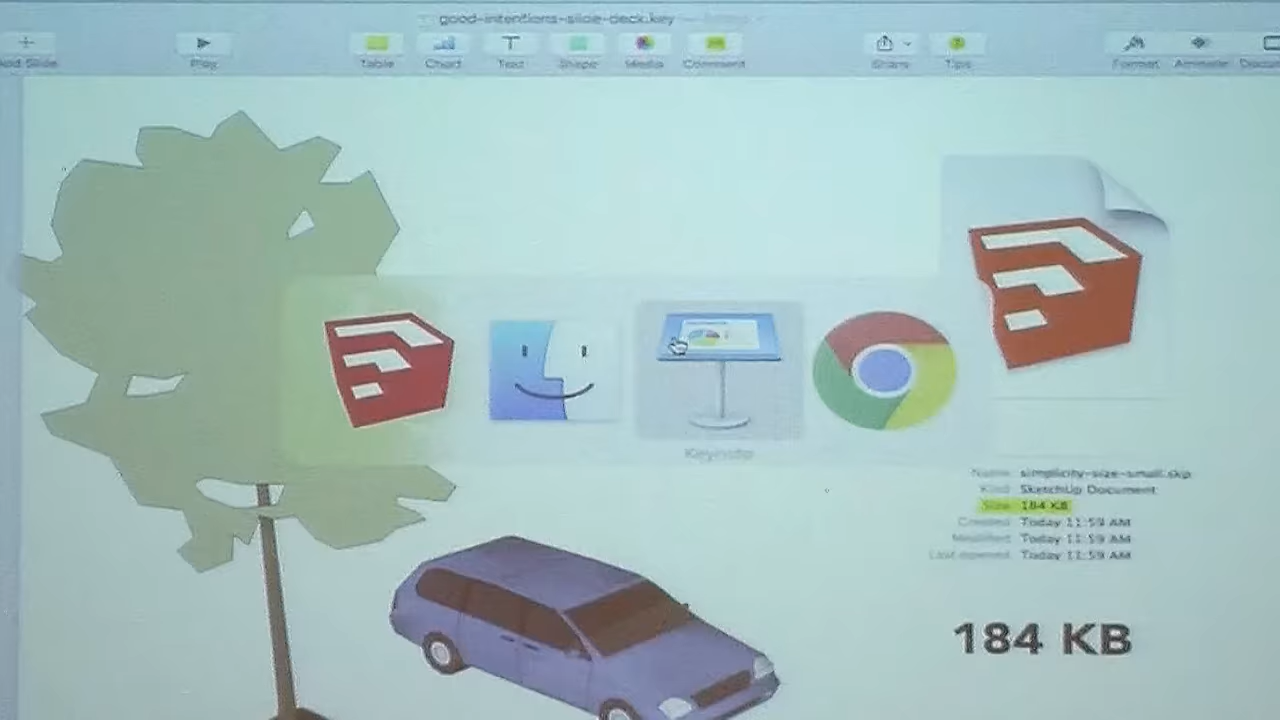 good-intentions-slide-deck.key
Add Slide
Play
Table
Chart
Text
Shape
Media
Comment
Share
Tips
Format
Animate
Keynote
Name: simplicity-size-small.skp
Kind: SketchUp Document
Size: 184 KB
Created: Today 11:59 AM
Modified: Today 11:59 AM
Last opened: Today 11:59 AM
184 KB